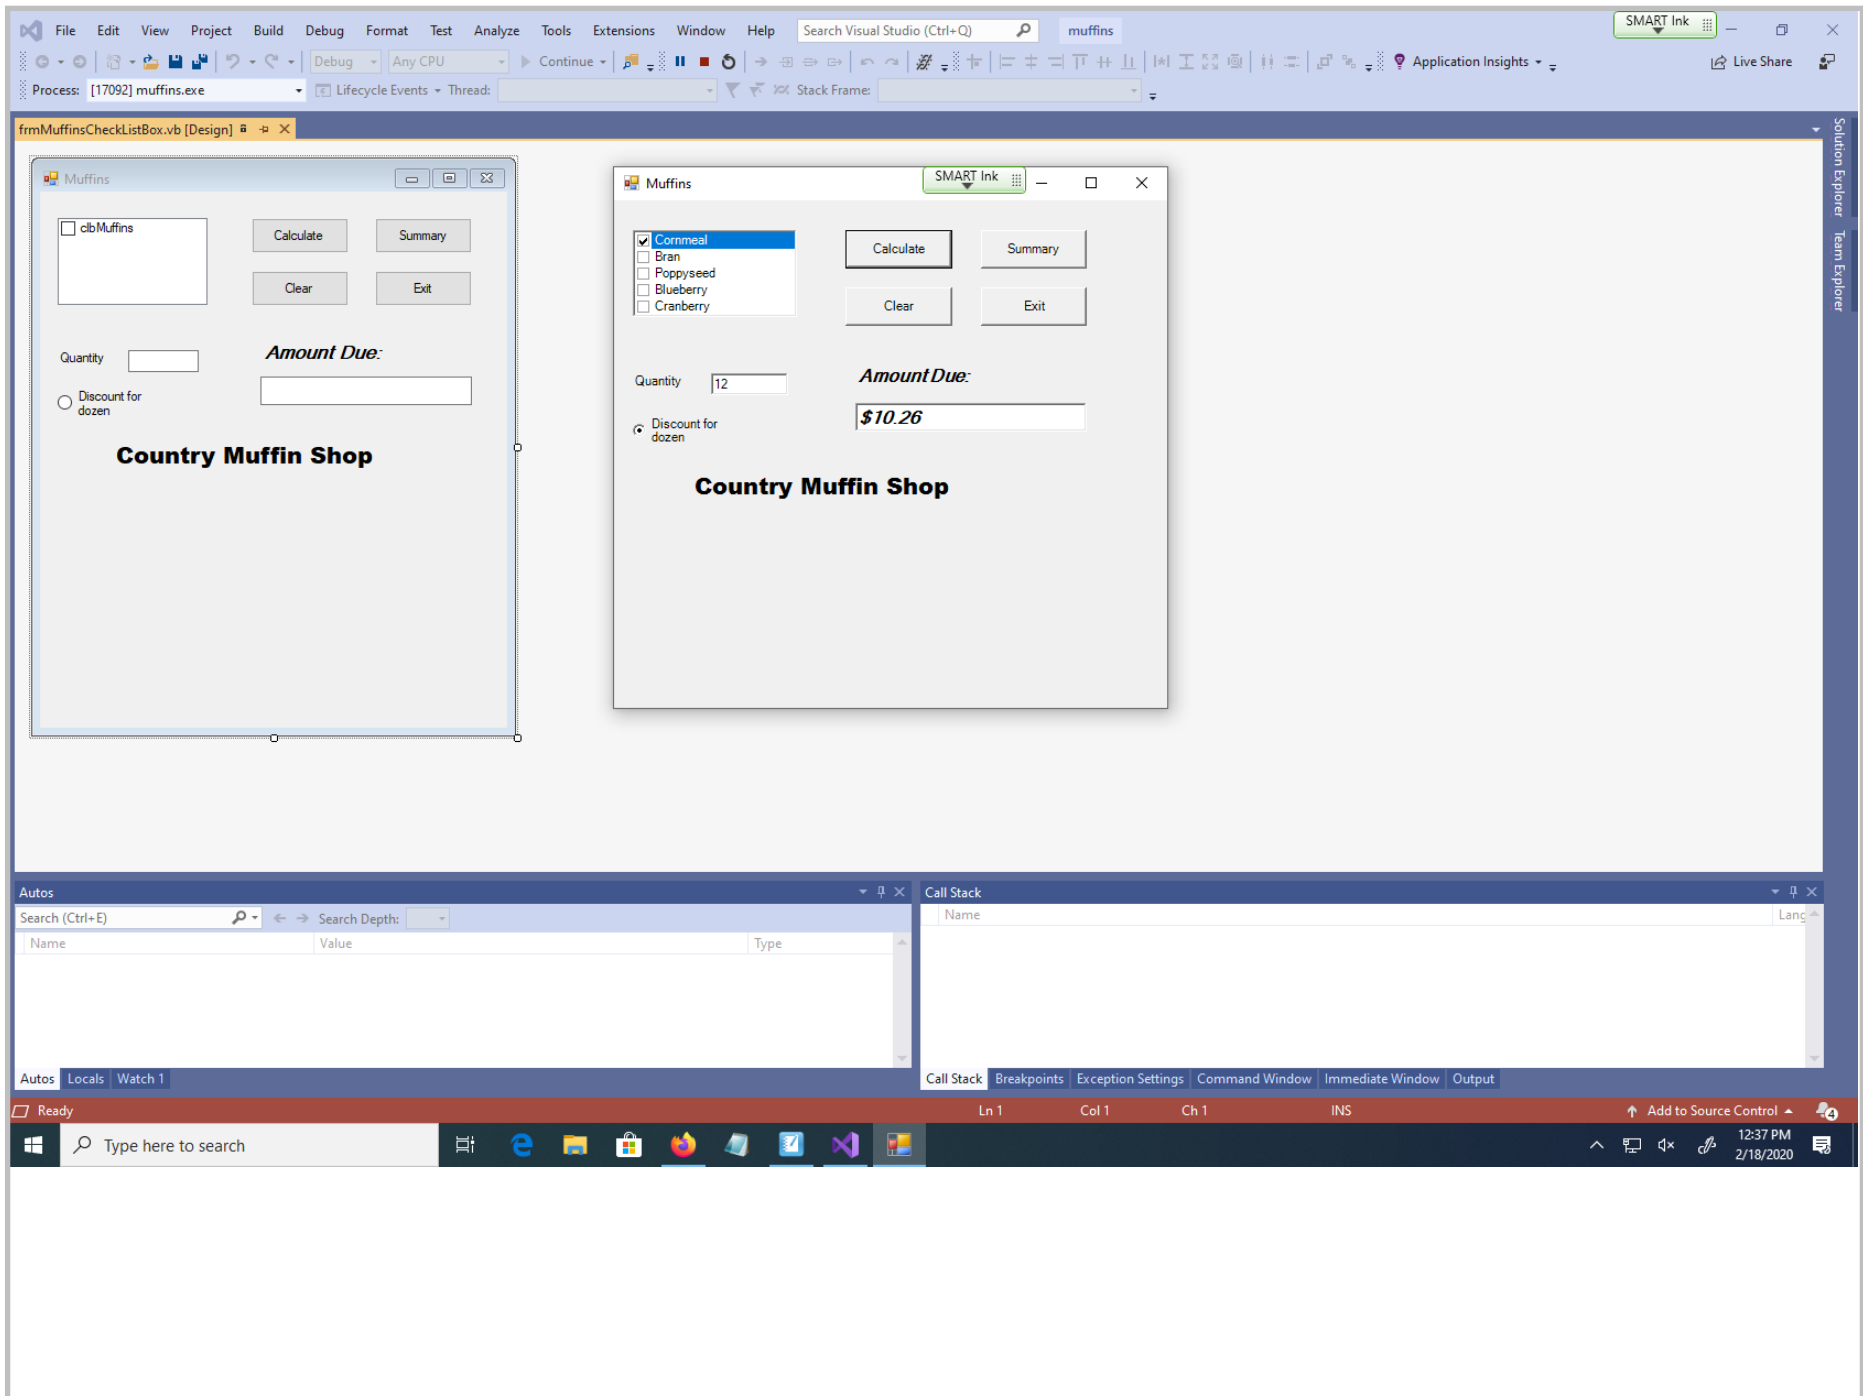 File Edit View Project Build Debug Format Test Analyze Tools Extensions Window Help Search Visual Studio (Ctrl+Q) muffins SMART Ink
Debug Any CPU Continue Application Insights Live Share
Process: [17092] muffins.exe Lifecycle Events Thread: Stack Frame:
frmMuffinsCheckListBox.vb [Design]
Solution Explorer
Team Explorer
Muffins
clbMuffins
Calculate Summary
Clear Exit
Quantity
Amount Due:
Discount for
dozen
Country Muffin Shop
Muffins SMART Ink
Cornmeal
Bran
Poppyseed
Blueberry
Cranberry
Calculate Summary
Clear Exit
Quantity 12
Amount Due:
$10.26
Discount for
dozen
Country Muffin Shop
Autos
Search (Ctrl+E) Search Depth:
Name Value Type
Autos Locals Watch 1
Call Stack
Name Lang
Call Stack Breakpoints Exception Settings Command Window Immediate Window Output
Ready Ln 1 Col 1 Ch 1 INS Add to Source Control 4
Type here to search
12:37 PM
2/18/2020